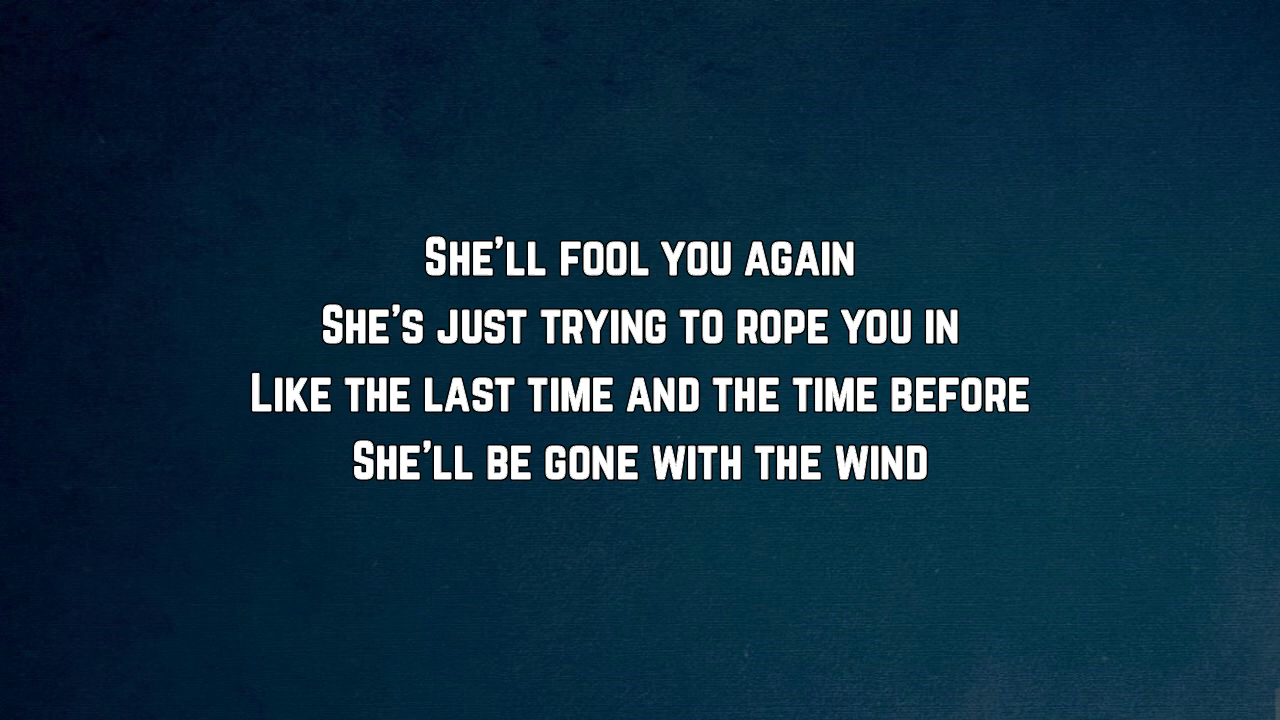 She’ll fool you again
She’s just trying to rope you in
Like the last time and the time before
She’ll be gone with the wind